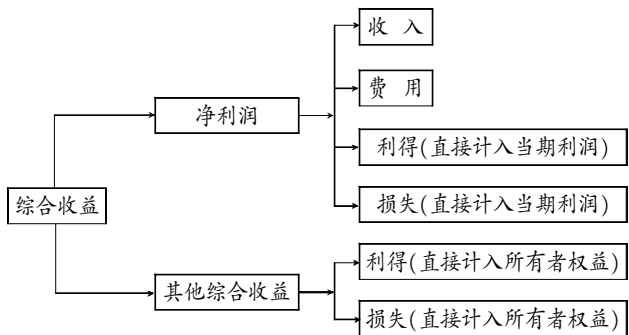 收 入
费 用
净利润
利得(直接计入当期利润)
损失(直接计入当期利润)
综合收益
其他综合收益
利得(直接计入所有者权益)
损失(直接计入所有者权益)